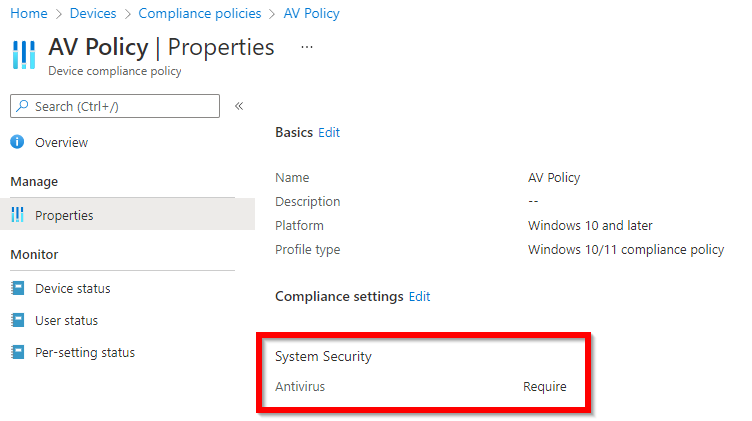 Home > Devices > Compliance policies > AV Policy
AV Policy | Properties ...
Device compliance policy
Search (Ctrl+/) «
Overview
Manage
Properties
Monitor
Device status
User status
Per-setting status
Basics Edit
Name AV Policy
Description --
Platform Windows 10 and later
Profile type Windows 10/11 compliance policy
Compliance settings Edit
System Security
Antivirus Require